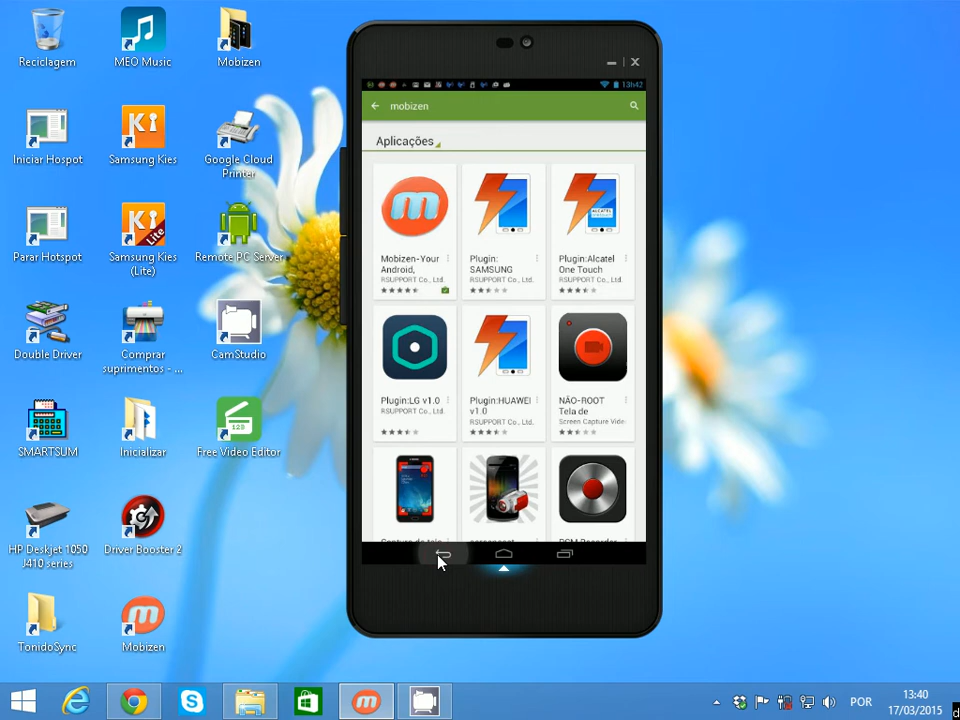 Reciclagem
MEO Music
Mobizen
Iniciar Hospot
Samsung Kies
Google Cloud
Printer
Parar Hotspot
Samsung Kies
(Lite)
Remote PC Server
Double Driver
Comprar
suprimentos - ...
CamStudio
SMARTSUM
Inicializar
Free Video Editor
HP Deskjet 1050
J410 series
Driver Booster 2
TonidoSync
Mobizen
13h42
mobizen
Aplicações
Mobizen-Your
Android,
RSUPPORT Co., Ltd.
Plugin:
SAMSUNG
RSUPPORT Co., Ltd.
ALCATEL
Plugin:Alcatel
One Touch
RSUPPORT Co., Ltd.
Plugin:LG v1.0
RSUPPORT Co., Ltd.
Plugin:HUAWEI
v1.0
RSUPPORT Co., Ltd.
NÃO-ROOT
Tela de
Screen Capture Vide
POR
13:40
17/03/2015